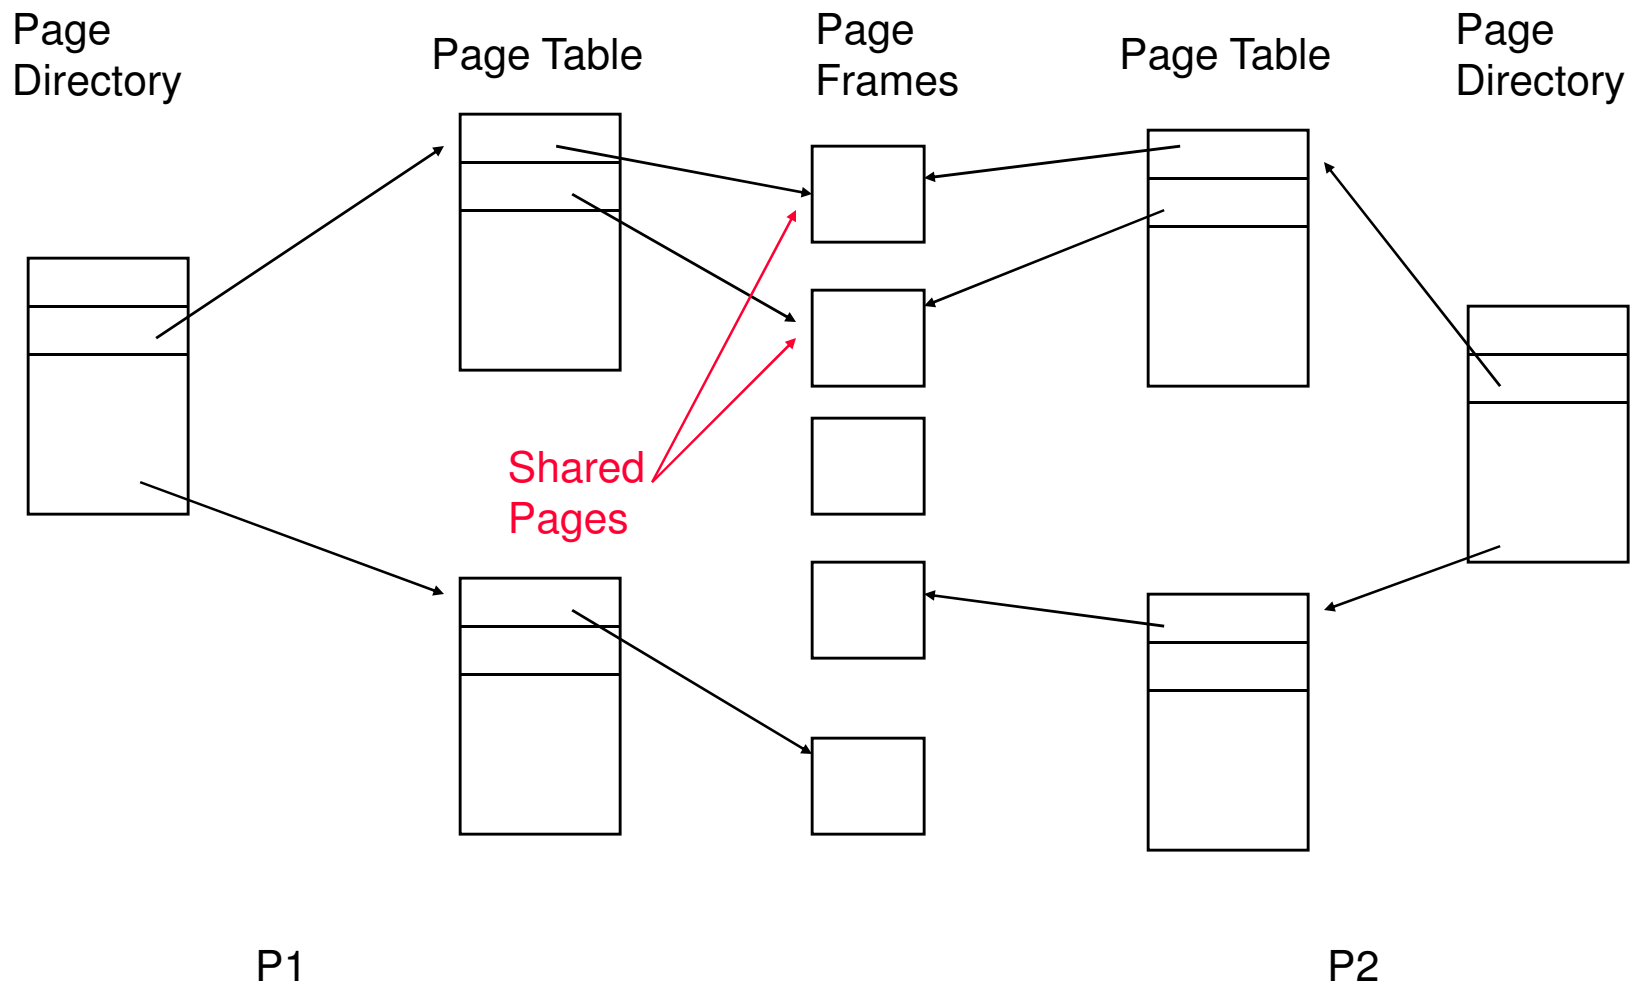 Page
Directory
Page Table
Page
Frames
Page Table
Page
Directory
Shared
Pages
P1
P2